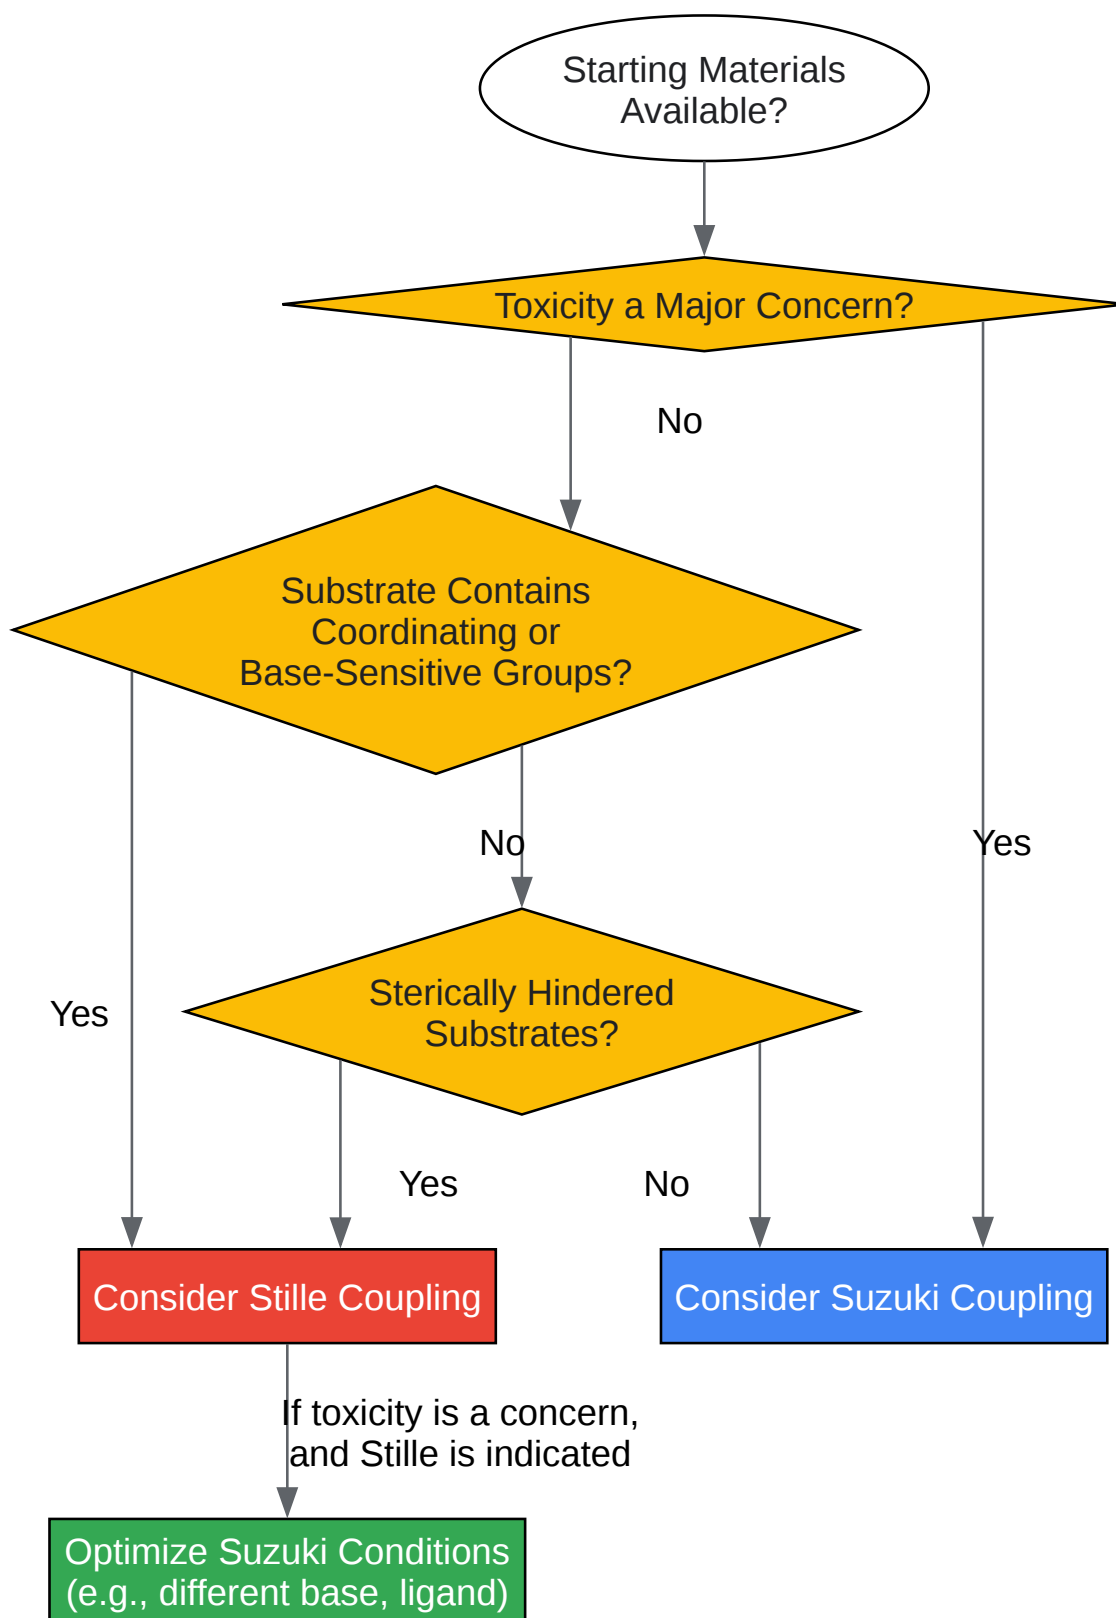 Starting Materials
Available?
Toxicity a Major Concern?
No
Substrate Contains
Coordinating or
Base-Sensitive Groups?
No
Yes
Sterically Hindered
Substrates?
Yes
Yes
No
Consider Stille Coupling
Consider Suzuki Coupling
If toxicity is a concern,
and Stille is indicated
Optimize Suzuki Conditions
(e.g., different base, ligand)